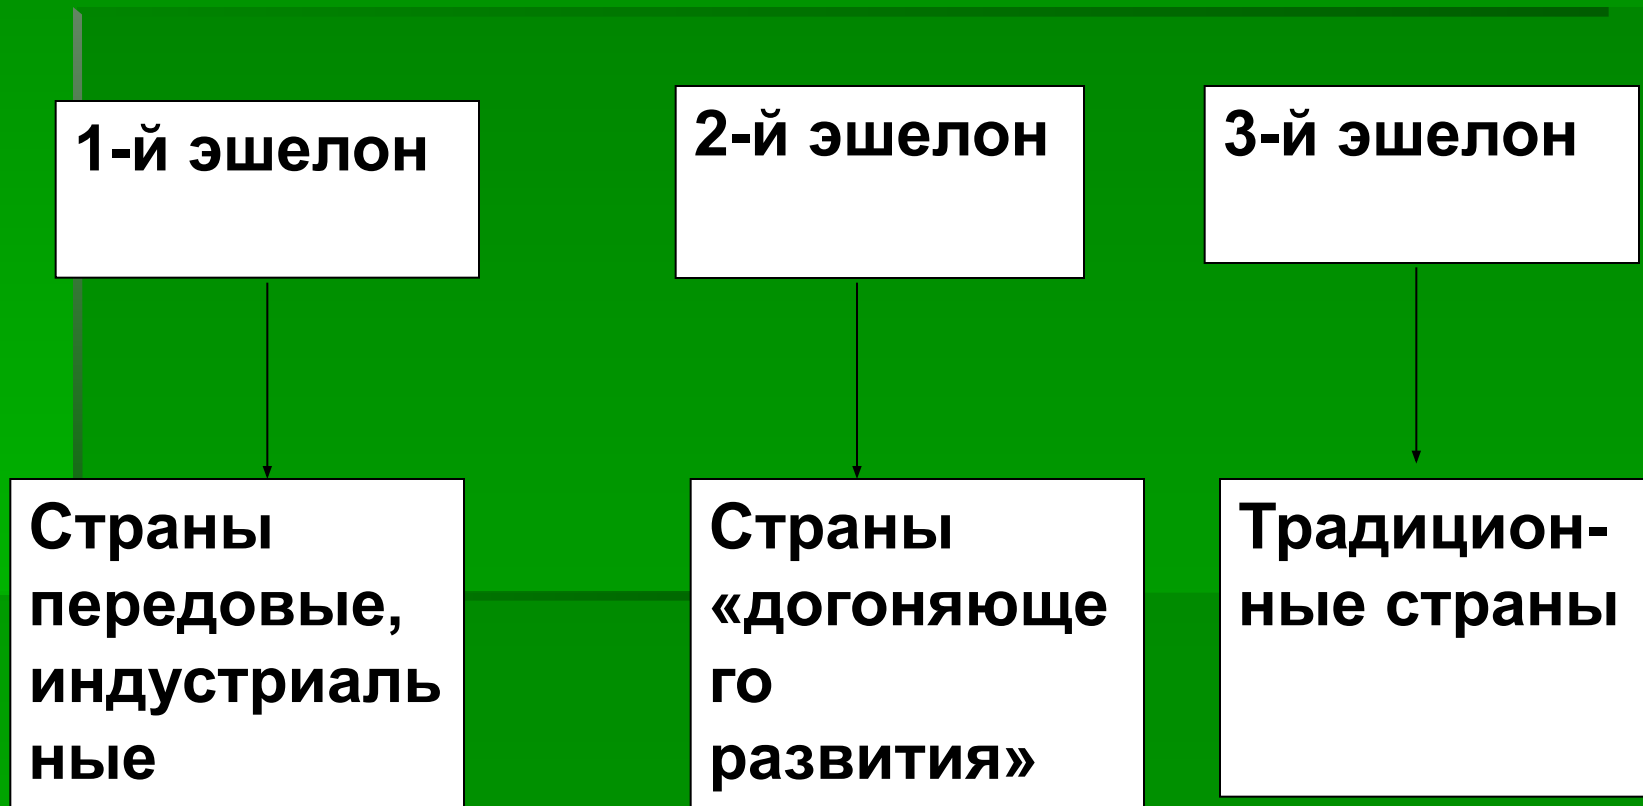 1-й эшелон
2-й эшелон
3-й эшелон
Страны
передовые,
индустриаль
ные
Страны
«догоняюще
го
развития»
Традицион-
ные страны